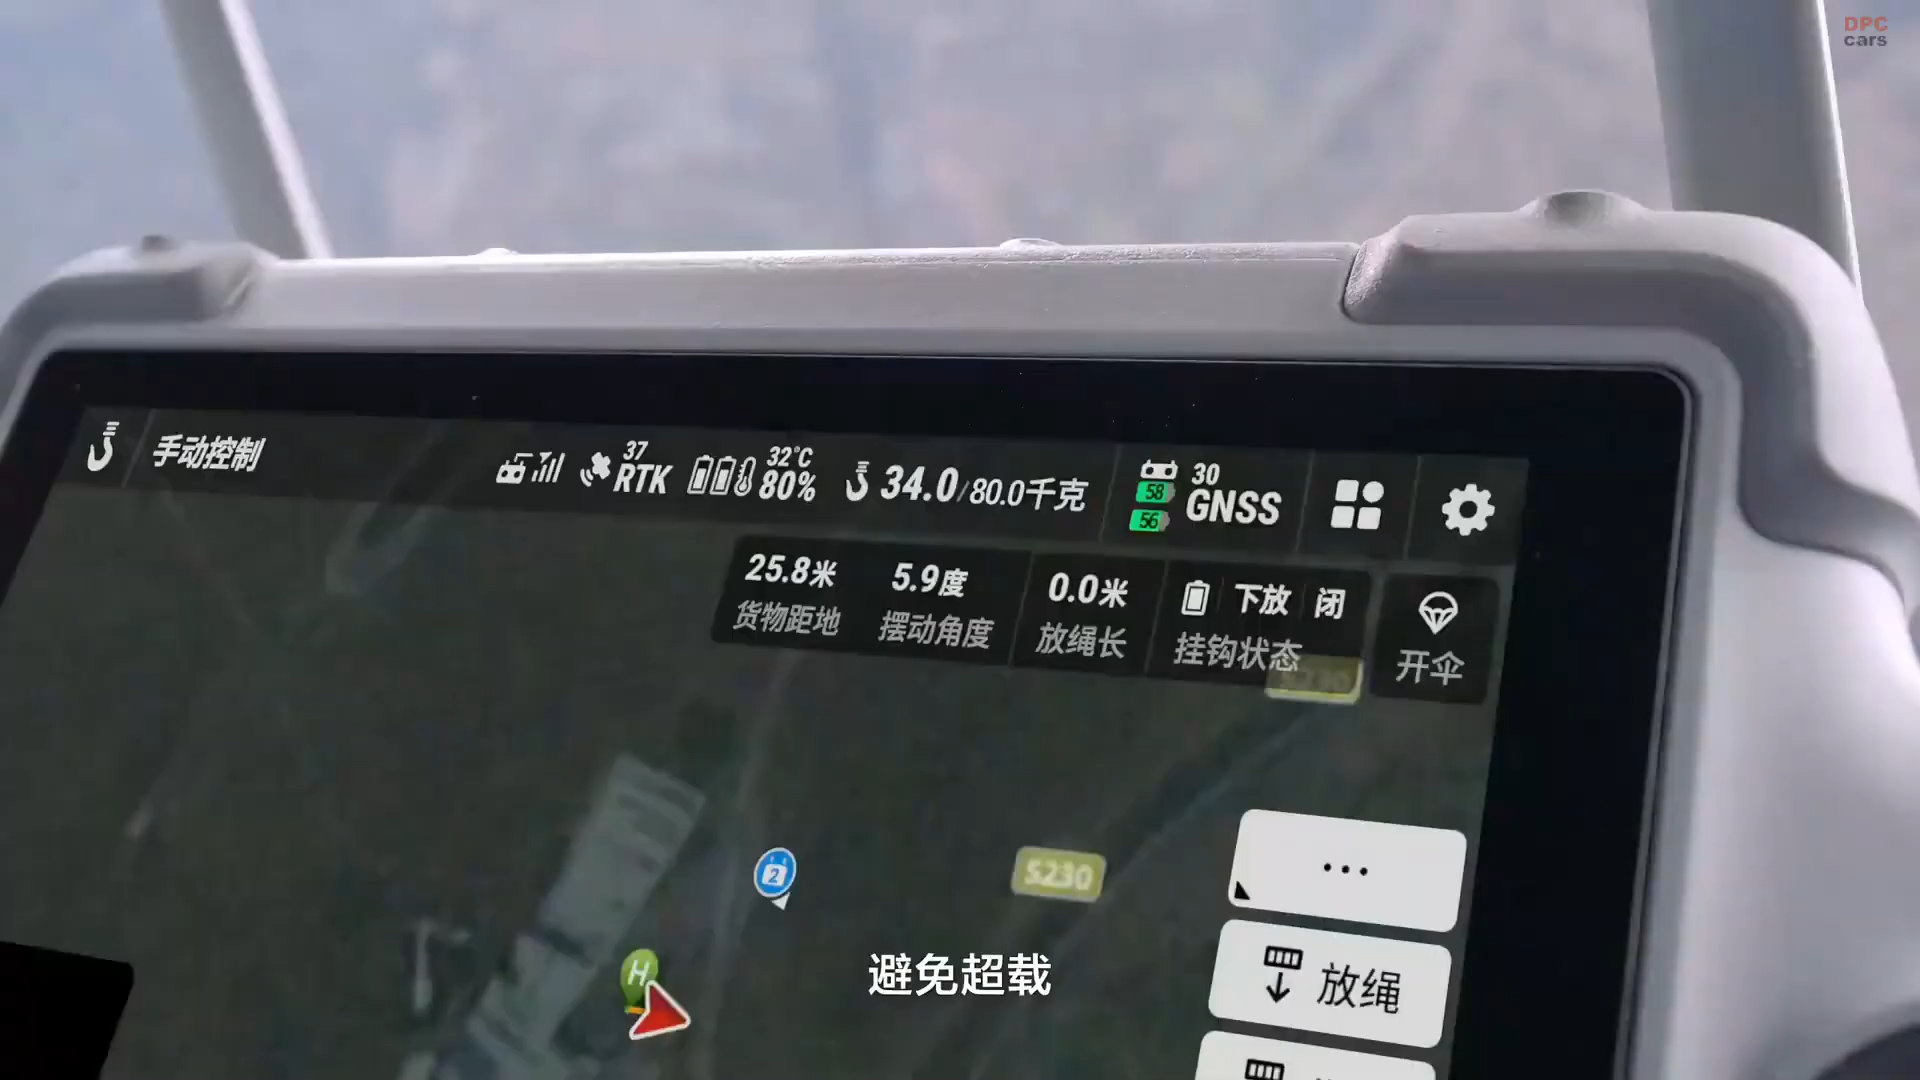 DPC
cars
手动控制
37
RTK
32°C
80%
34.0/80.0千克
58
56
30
GNSS
25.8米
货物距地
5.9度
摆动角度
0.0米
放绳长
下放 闭
挂钩状态
开伞
2
S230
...
H
避免超载
放绳